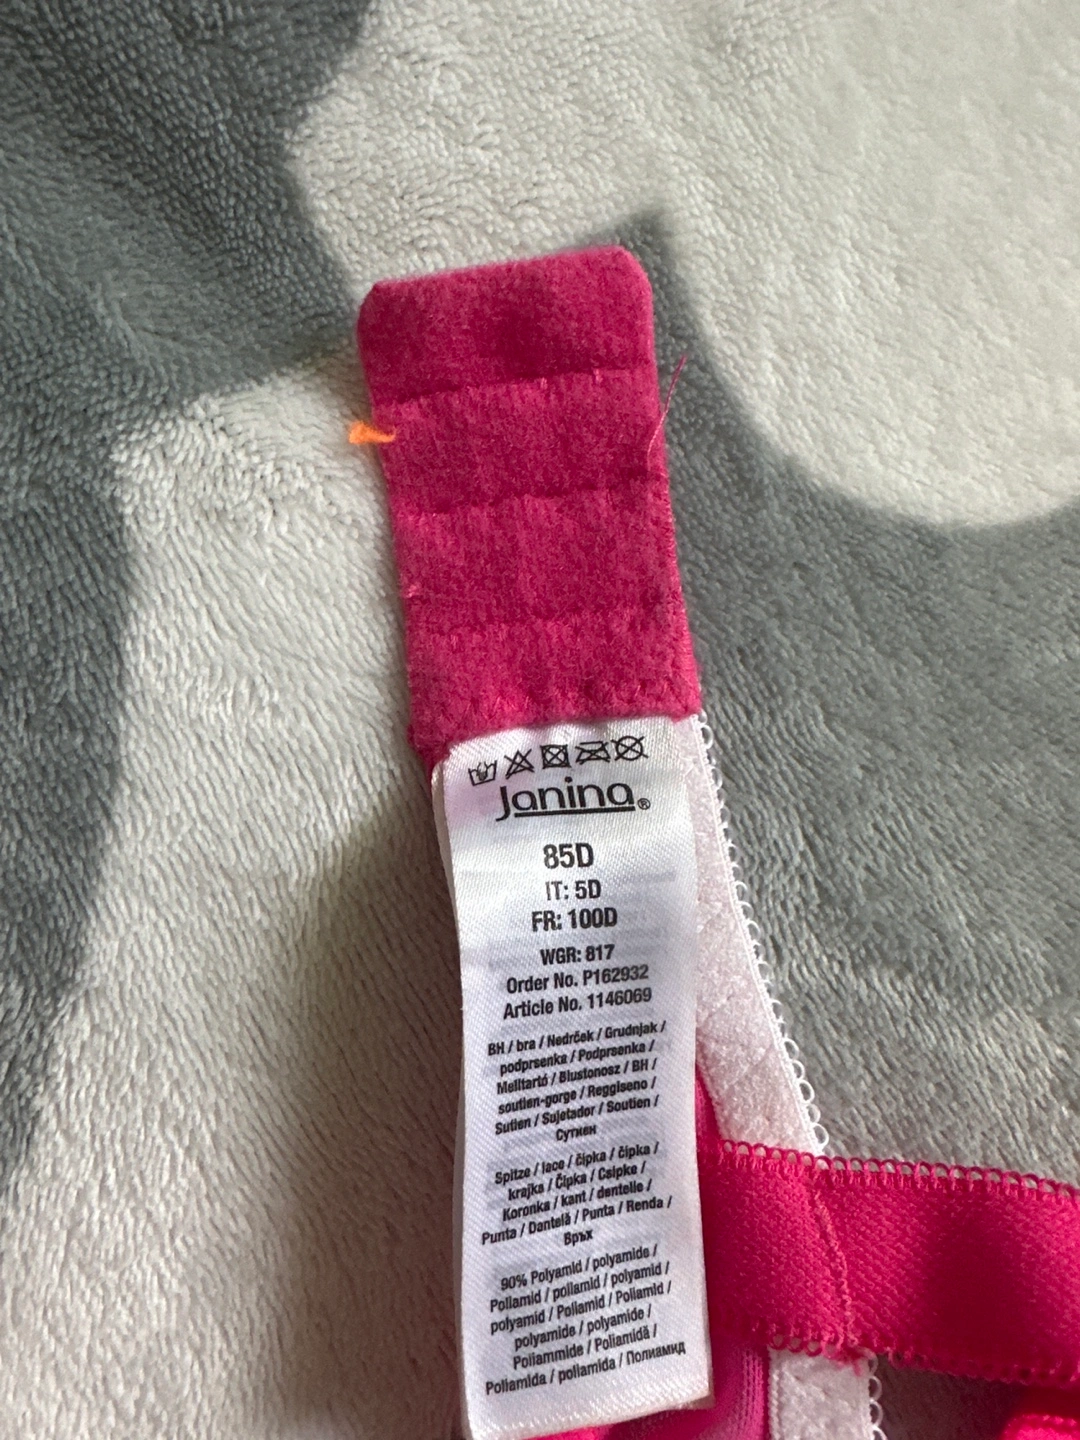 Janina®
85D
IT: 5D
FR: 100D
WGR: 817
Order No. P162932
Article No. 1146069
BH / bra / Nedrček / Grudnjak /
podprsenka / Podprsenka /
Melltartó / Biustonosz / BH /
soutien-gorge / Reggiseno /
Sutien / Sujetador / Soutien /
Сутиен
Spitze / lace / čipka / čipka /
krajka / Čipka / Csipke /
Koronka / kant / dentelle /
Punta / Dantelă / Punta / Renda /
Връх
90% Polyamid / polyamide /
Poliamid / poliamid / polyamid /
polyamid / Poliamid / Poliamid /
polyamide / polyamide /
Poliammide / Poliamidă /
Poliamida / poliamida / Полиамид